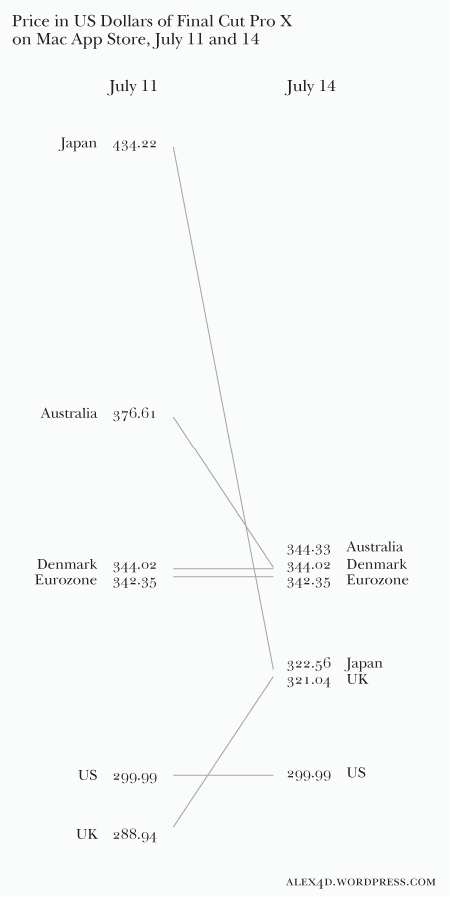 Price in US Dollars of Final Cut Pro X
on Mac App Store, July 11 and 14
July 11 July 14
Japan 434.22
Australia 376.61
344.33 Australia
Denmark 344.02 344.02 Denmark
Eurozone 342.35 342.35 Eurozone
322.56 Japan
321.04 UK
US 299.99 299.99 US
UK 288.94
ALEX4D.WORDPRESS.COM